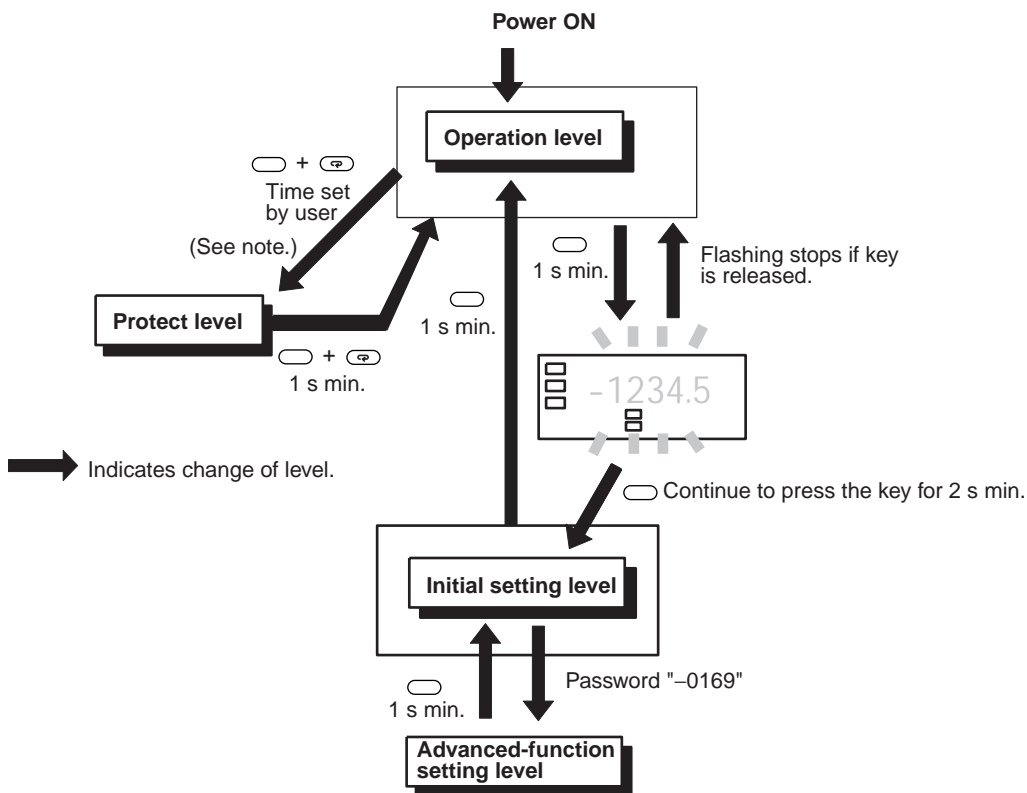 Power ON
Operation level
+
Time set
by user
(See note.)
1 s min.
Flashing stops if key
is released.
1 s min.
Protect level
+
1 s min.
-1234.5
Indicates change of level.
Continue to press the key for 2 s min.
Initial setting level
Password "–0169"
1 s min.
Advanced-function
setting level